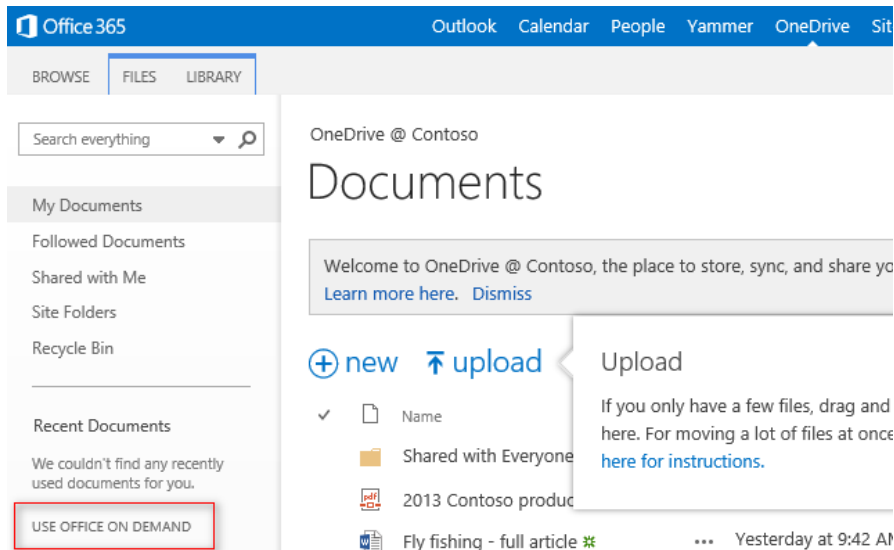 Office 365
Outlook Calendar People Yammer OneDrive Sit
BROWSE FILES LIBRARY
Search everything
My Documents
Followed Documents
Shared with Me
Site Folders
Recycle Bin
Recent Documents
We couldn't find any recently
used documents for you.
USE OFFICE ON DEMAND
OneDrive @ Contoso
Documents
Welcome to OneDrive @ Contoso, the place to store, sync, and share yo
Learn more here. Dismiss
new upload
Upload
If you only have a few files, drag and
here. For moving a lot of files at once
here for instructions.
Name
Shared with Everyone
pdf
2013 Contoso produc
Fly fishing - full article
... Yesterday at 9:42 A